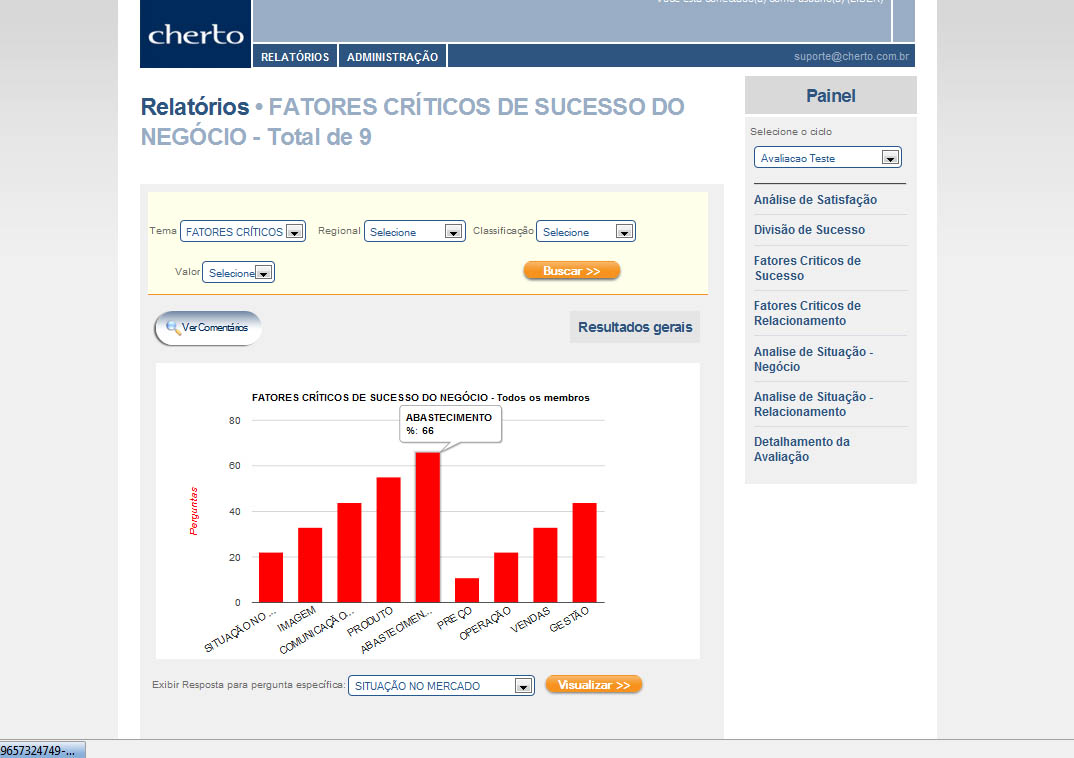 Você está conectado(a) como usuário(a) (LIDER)
cherto
RELATÓRIOS
ADMINISTRAÇÃO
suporte@cherto.com.br
Relatórios • FATORES CRÍTICOS DE SUCESSO DO
NEGÓCIO - Total de 9
Tema
FATORES CRÍTICOS
Regional
Selecione
Classificação
Selecione
Valor
Selecione
Buscar >>
Ver Comentários
Resultados gerais
FATORES CRÍTICOS DE SUCESSO DO NEGÓCIO - Todos os membros
ABASTECIMENTO
%: 66
80
60
40
20
0
Perguntas
SITUAÇÃO NO ...
IMAGEM
COMUNICAÇÃO...
PRODUTO
ABASTECIMEN...
PREÇO
OPERAÇÃO
VENDAS
GESTÃO
Exibir Resposta para pergunta específica:
SITUAÇÃO NO MERCADO
Visualizar >>
Painel
Selecione o ciclo
Avaliacao Teste
Análise de Satisfação
Divisão de Sucesso
Fatores Criticos de
Sucesso
Fatores Criticos de
Relacionamento
Analise de Situação -
Negócio
Analise de Situação -
Relacionamento
Detalhamento da
Avaliação
9657324749-...